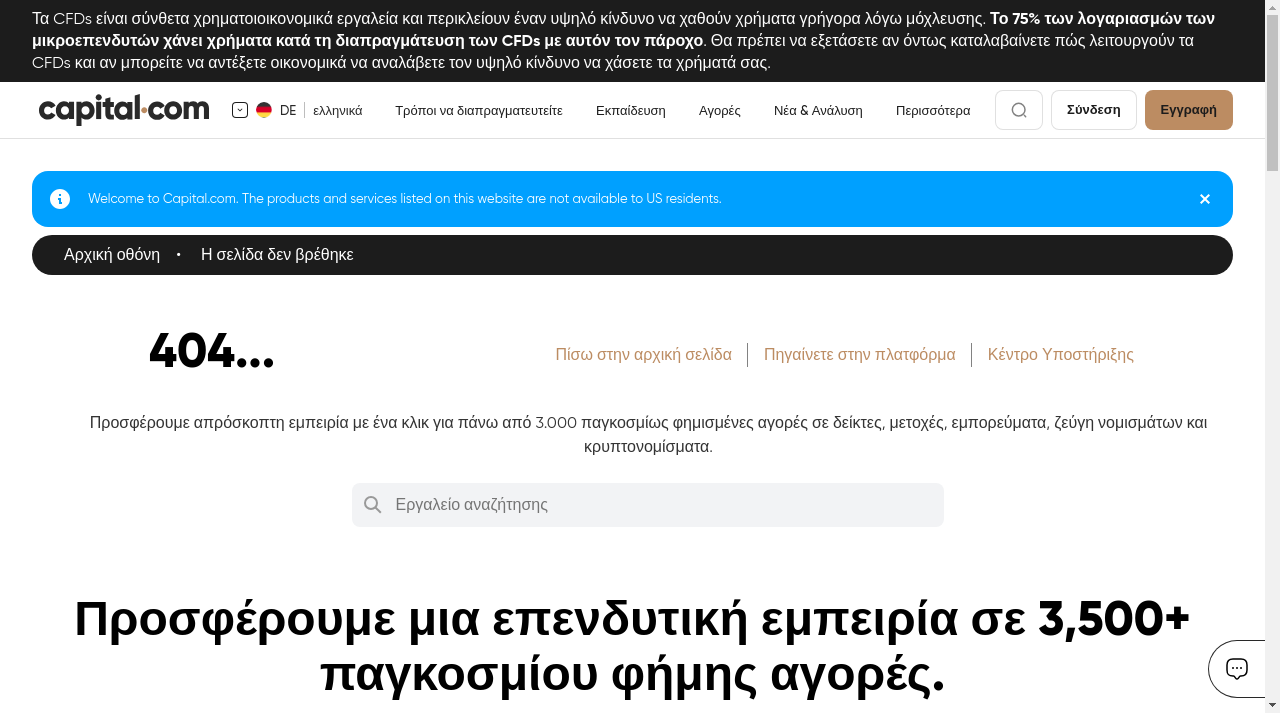 Τα CFDs είναι σύνθετα χρηματοιοικονομικά εργαλεία και περικλείουν έναν υψηλό κίνδυνο να χαθούν χρήματα γρήγορα λόγω μόχλευσης. Το 75% των λογαριασμών των
μικροεπενδυτών χάνει χρήματα κατά τη διαπραγμάτευση των CFDs με αυτόν τον πάροχο. Θα πρέπει να εξετάσετε αν όντως καταλαβαίνετε πώς λειτουργούν τα
CFDs και αν μπορείτε να αντέξετε οικονομικά να αναλάβετε τον υψηλό κίνδυνο να χάσετε τα χρήματά σας.
capital.com DE ελληνικά Τρόποι να διαπραγματευτείτε Εκπαίδευση Αγορές Νέα & Ανάλυση Περισσότερα Σύνδεση Εγγραφή
Welcome to Capital.com. The products and services listed on this website are not available to US residents.
Αρχική οθόνη • Η σελίδα δεν βρέθηκε
404...
Πίσω στην αρχική σελίδα Πηγαίνετε στην πλατφόρμα Κέντρο Υποστήριξης
Προσφέρουμε απρόσκοπτη εμπειρία με ένα κλικ για πάνω από 3.000 παγκοσμίως φημισμένες αγορές σε δείκτες, μετοχές, εμπορεύματα, ζεύγη νομισμάτων και
κρυπτονομίσματα.
Εργαλείο αναζήτησης
Προσφέρουμε μια επενδυτική εμπειρία σε 3,500+
παγκοσμίου φήμης αγορές.